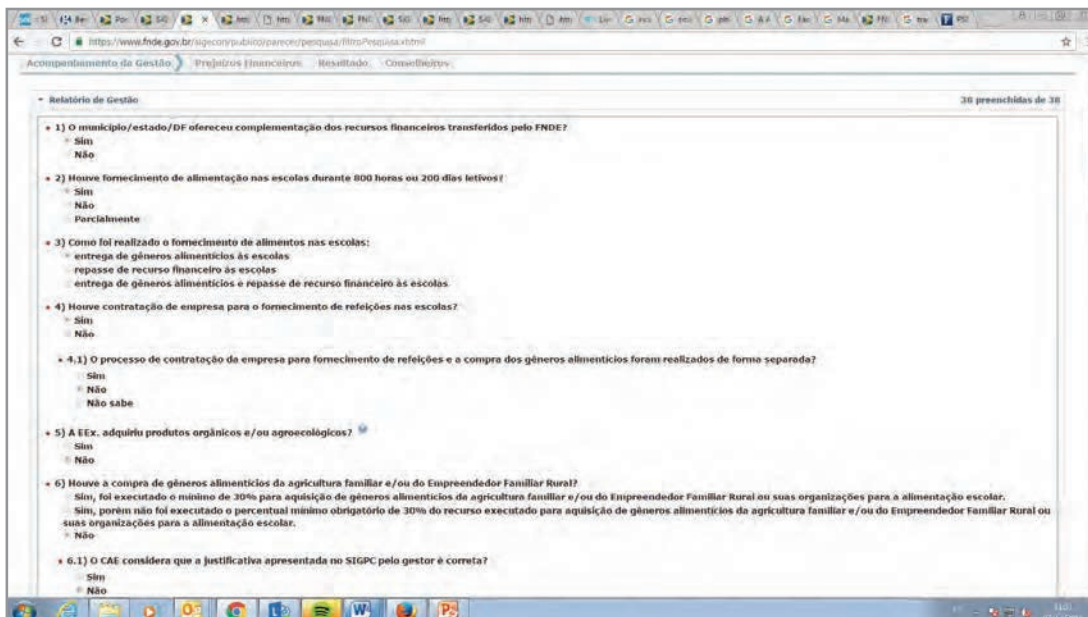 https://www.fnde.gov.br/sigecon/publico/parecer/pesquisa/filtroPesquisa.xhtml
Acompanhamento da Gestão Prejuízos Financeiros Resultado Conselheiros
Relatório de Gestão 38 preenchidas de 38
1) O município/estado/DF ofereceu complementação dos recursos financeiros transferidos pelo FNDE?
Sim
Não
2) Houve fornecimento de alimentação nas escolas durante 800 horas ou 200 dias letivos?
Sim
Não
Parcialmente
3) Como foi realizado o fornecimento de alimentos nas escolas:
entrega de gêneros alimentícios às escolas
repasse de recurso financeiro às escolas
entrega de gêneros alimentícios e repasse de recurso financeiro às escolas
4) Houve contratação de empresa para o fornecimento de refeições nas escolas?
Sim
Não
4.1) O processo de contratação da empresa para fornecimento de refeições e a compra dos gêneros alimentícios foram realizados de forma separada?
Sim
Não
Não sabe
5) A EEx. adquiriu produtos orgânicos e/ou agroecológicos?
Sim
Não
6) Houve a compra de gêneros alimentícios da agricultura familiar e/ou do Empreendedor Familiar Rural?
Sim, foi executado o mínimo de 30% para aquisição de gêneros alimentícios da agricultura familiar e/ou do Empreendedor Familiar Rural ou suas organizações para a alimentação escolar.
Sim, porém não foi executado o percentual mínimo obrigatório de 30% do recurso executado para aquisição de gêneros alimentícios da agricultura familiar e/ou do Empreendedor Familiar Rural ou
suas organizações para a alimentação escolar.
Não
6.1) O CAE considera que a justificativa apresentada no SIGPC pelo gestor é correta?
Sim
Não